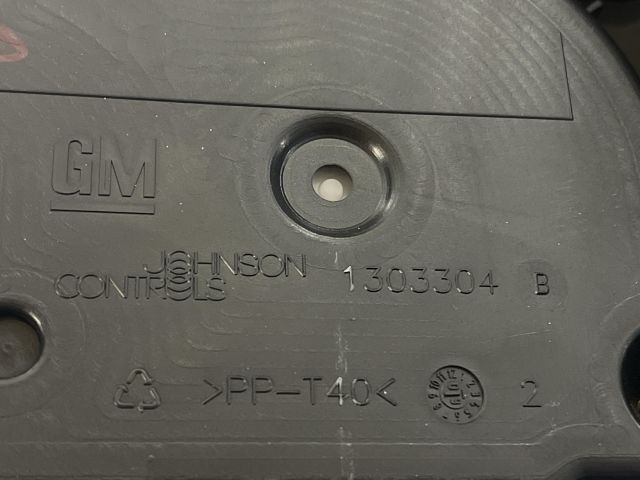 GM
JOHNSON
CONTROLS
1303304 B
>PP-T40<
2